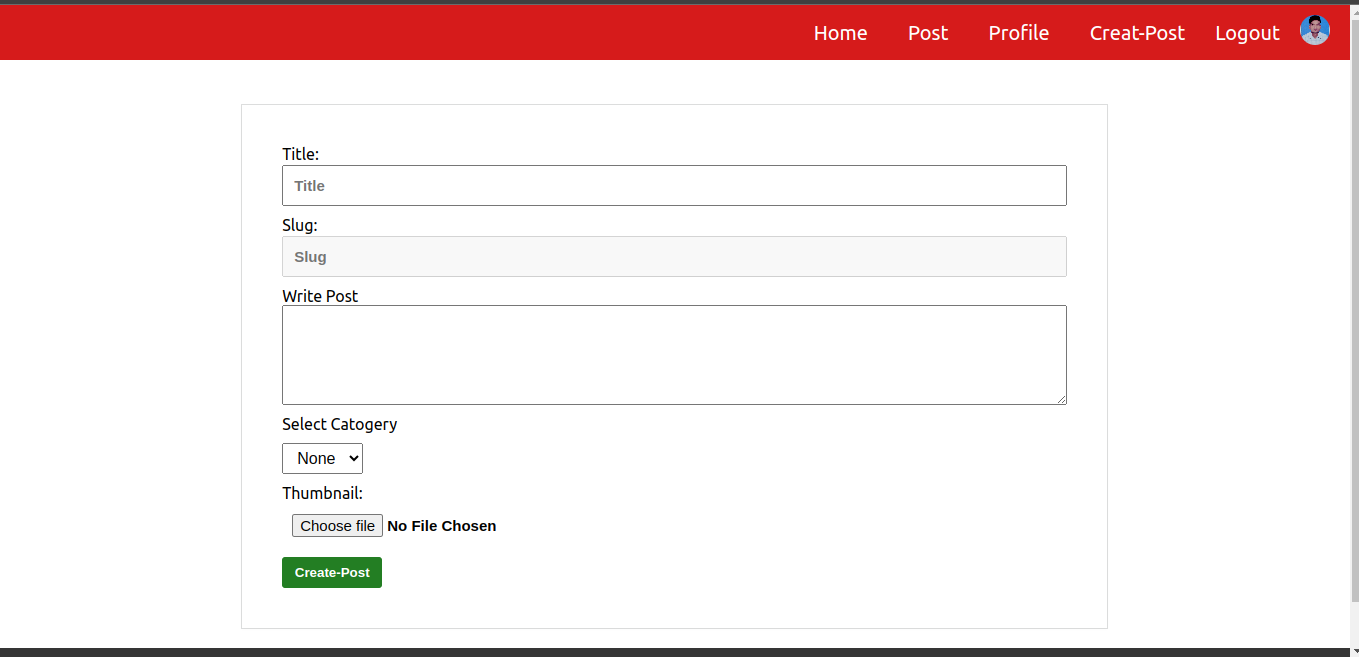 Home Post Profile Creat-Post Logout
Title:
Title
Slug:
Slug
Write Post
Select Catogery
None
Thumbnail:
Choose file No File Chosen
Create-Post